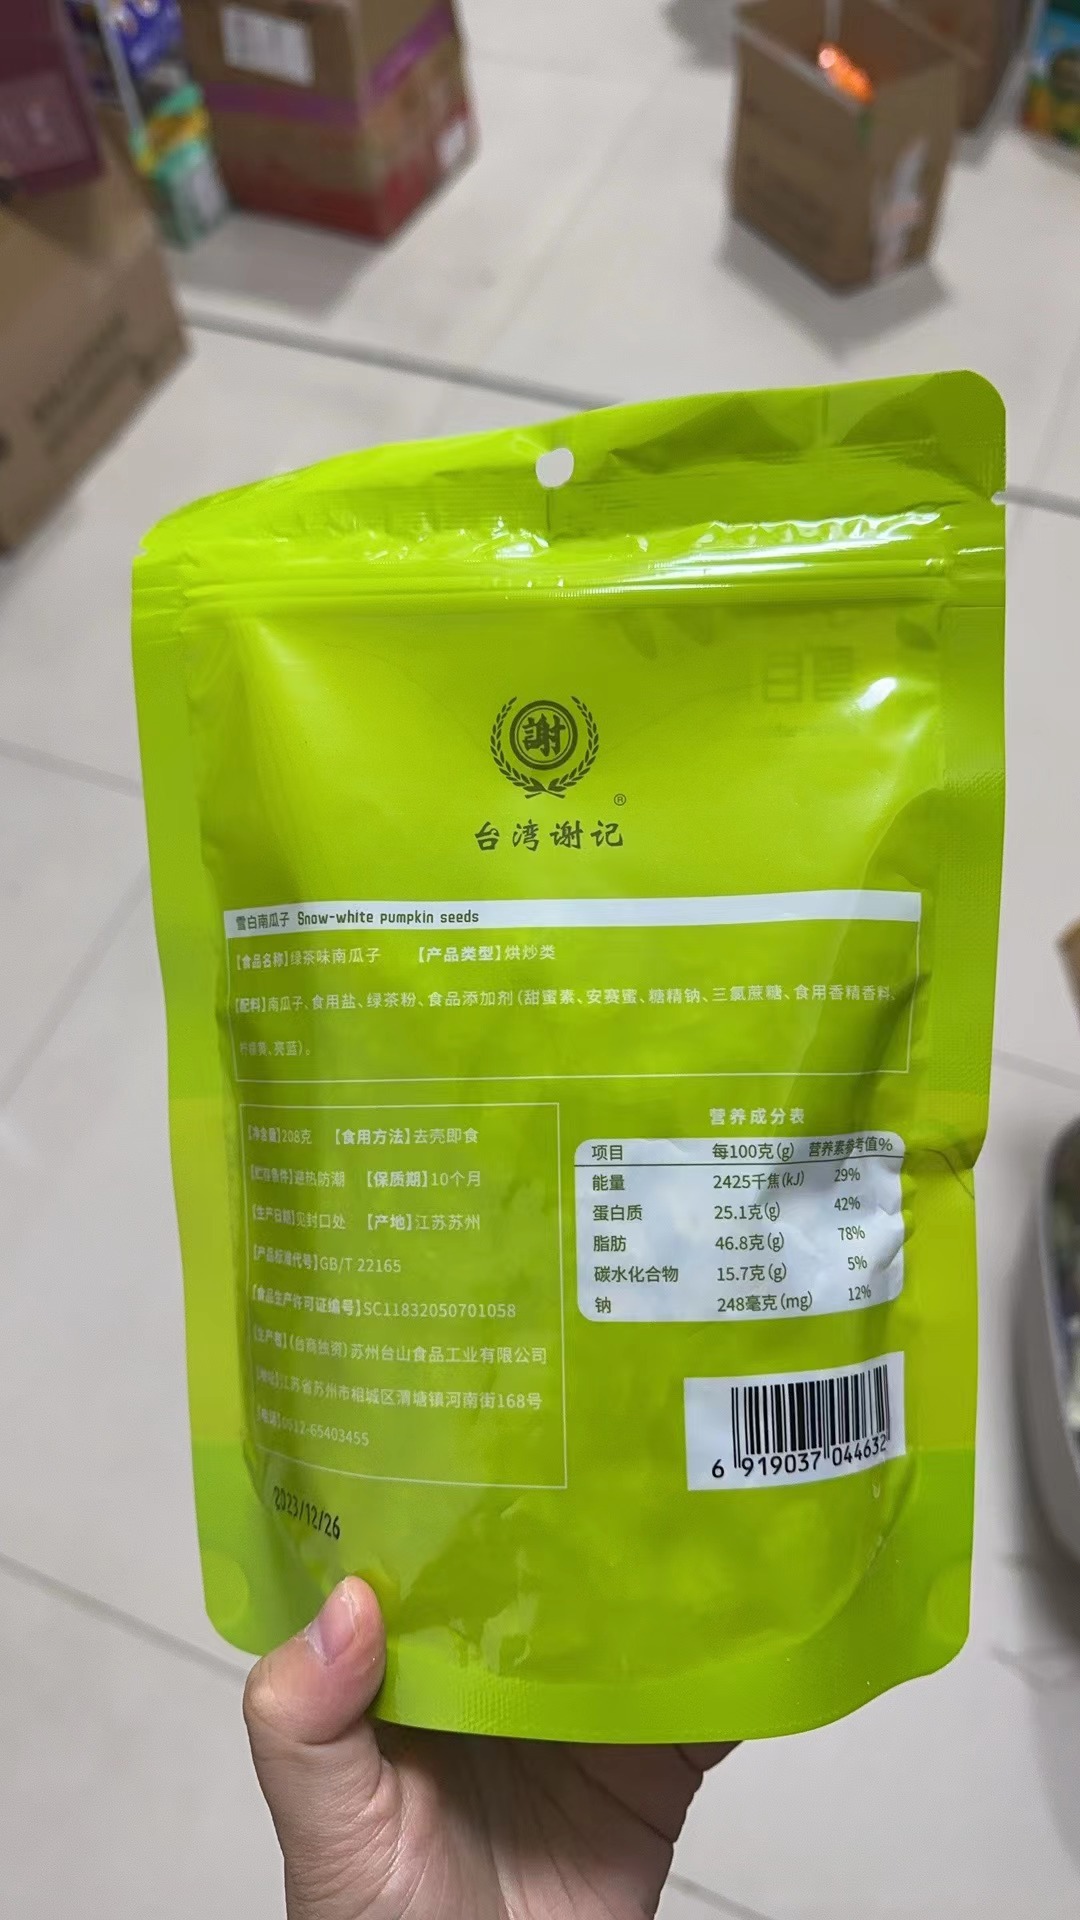 謝
®
台湾谢记
雪白南瓜子 Snow-white pumpkin seeds
【食品名称】绿茶味南瓜子 【产品类型】烘炒类
【配料】南瓜子、食用盐、绿茶粉、食品添加剂（甜蜜素、安赛蜜、糖精钠、三氯蔗糖、食用香精香料、
柠檬黄、亮蓝）。
【净含量】208克 【食用方法】去壳即食
【贮存条件】避热防潮 【保质期】10个月
【生产日期】见封口处 【产地】江苏苏州
【产品标准代号】GB/T 22165
【食品生产许可证编号】SC11832050701058
【生产者】（台商独资）苏州台山食品工业有限公司
【地址】江苏省苏州市相城区渭塘镇河南街168号
【电话】0512-65403455
2023/12/26
营养成分表
项目 每100克(g) 营养素参考值%
能量 2425千焦(kJ) 29%
蛋白质 25.1克(g) 42%
脂肪 46.8克(g) 78%
碳水化合物 15.7克(g) 5%
钠 248毫克(mg) 12%
6 919037 044632